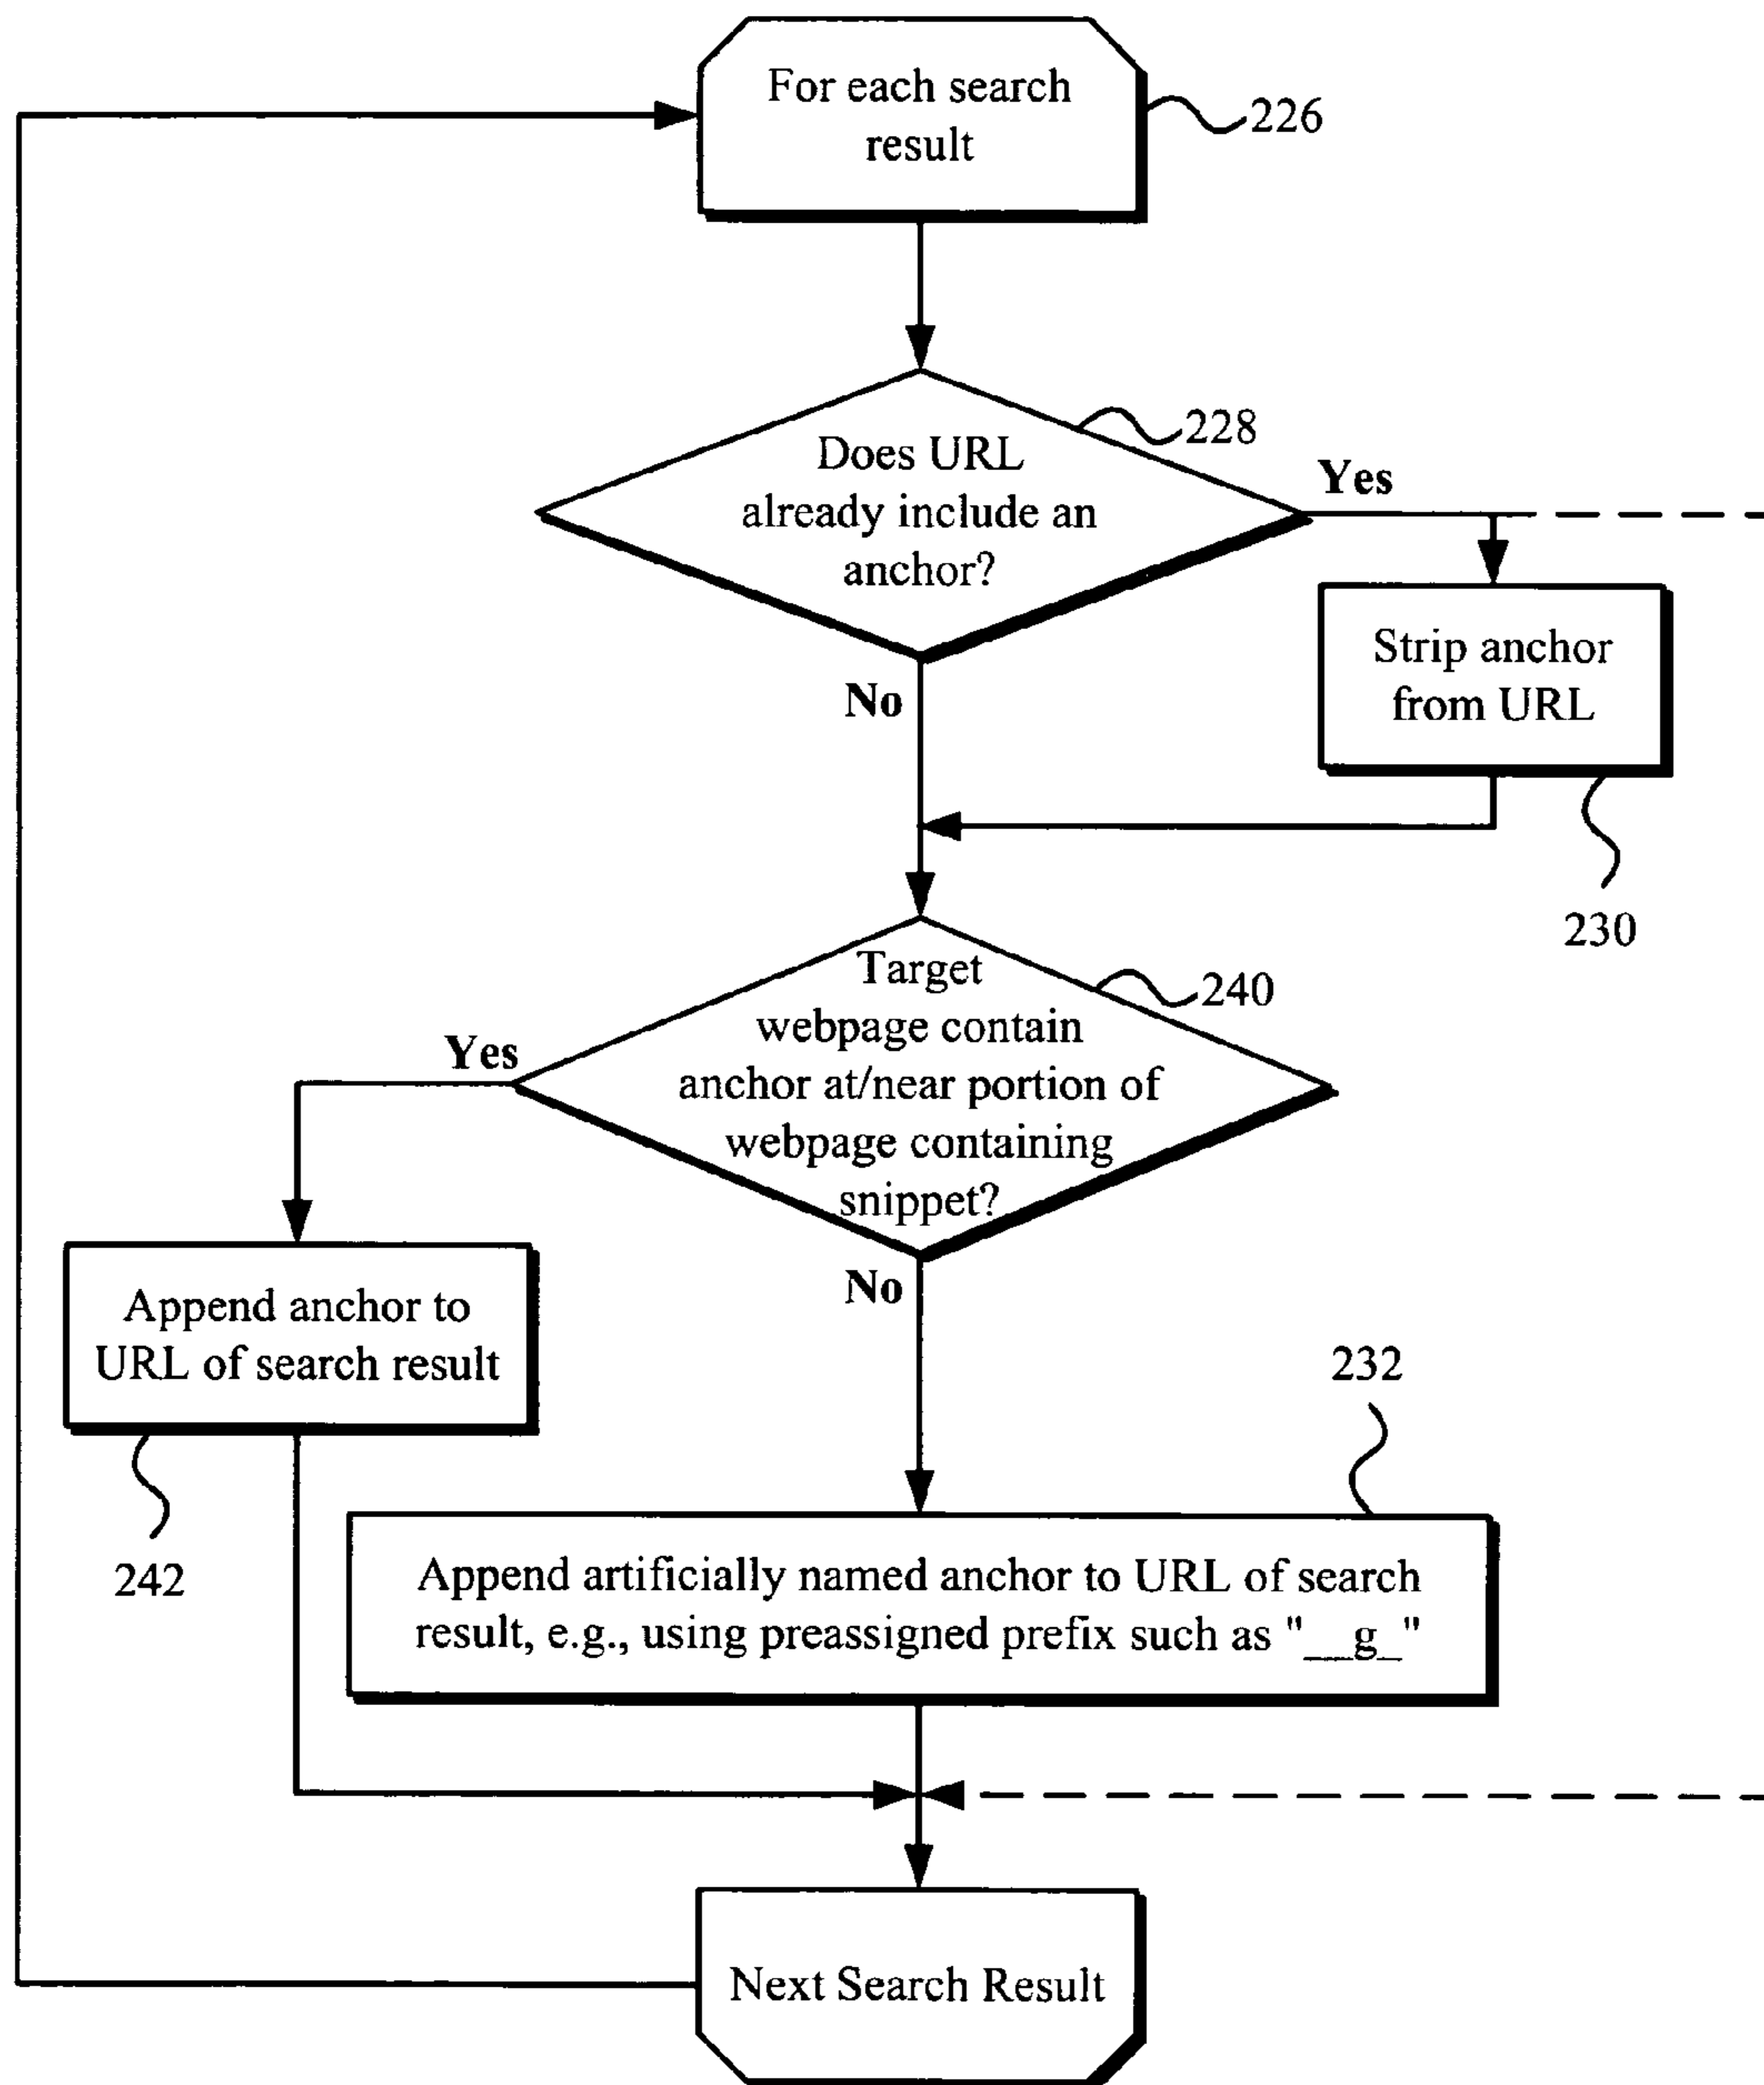 For each search
result
226
Does URL
already include an
anchor?
228
Yes
Strip anchor
from URL
No
230
Target
webpage contain
anchor at/near portion of
webpage containing
snippet?
240
Yes
No
Append anchor to
URL of search result
232
242
Append artificially named anchor to URL of search
result, e.g., using preassigned prefix such as "__g_"
Next Search Result